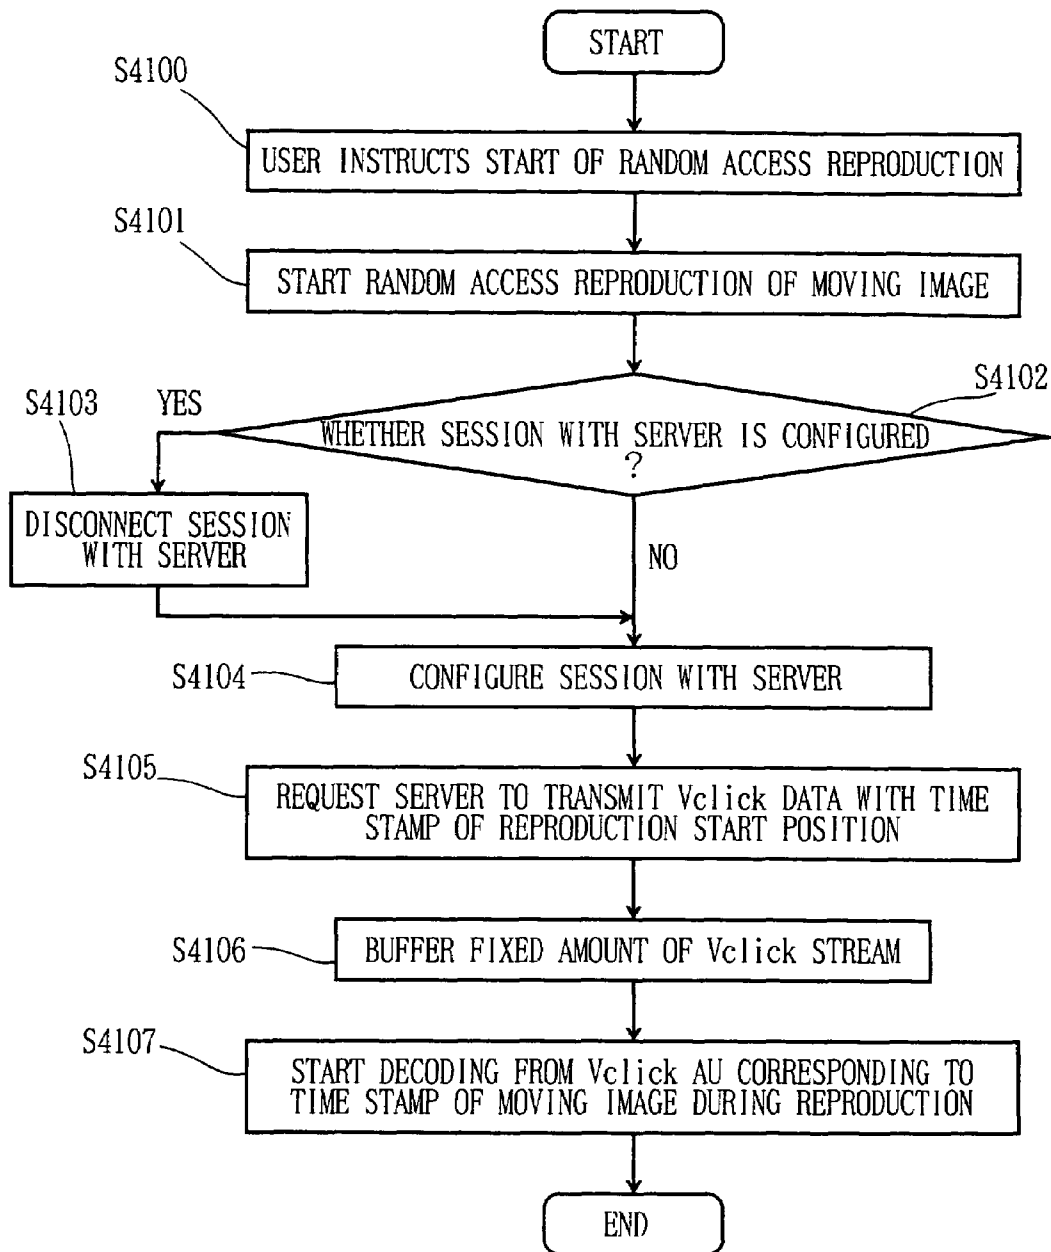 START
S4100
USER INSTRUCTS START OF RANDOM ACCESS REPRODUCTION
S4101
START RANDOM ACCESS REPRODUCTION OF MOVING IMAGE
S4102
S4103
YES
WHETHER SESSION WITH SERVER IS CONFIGURED
?
DISCONNECT SESSION
WITH SERVER
NO
S4104
CONFIGURE SESSION WITH SERVER
S4105
REQUEST SERVER TO TRANSMIT Vclick DATA WITH TIME
STAMP OF REPRODUCTION START POSITION
S4106
BUFFER FIXED AMOUNT OF Vclick STREAM
S4107
START DECODING FROM Vclick AU CORRESPONDING TO
TIME STAMP OF MOVING IMAGE DURING REPRODUCTION
END